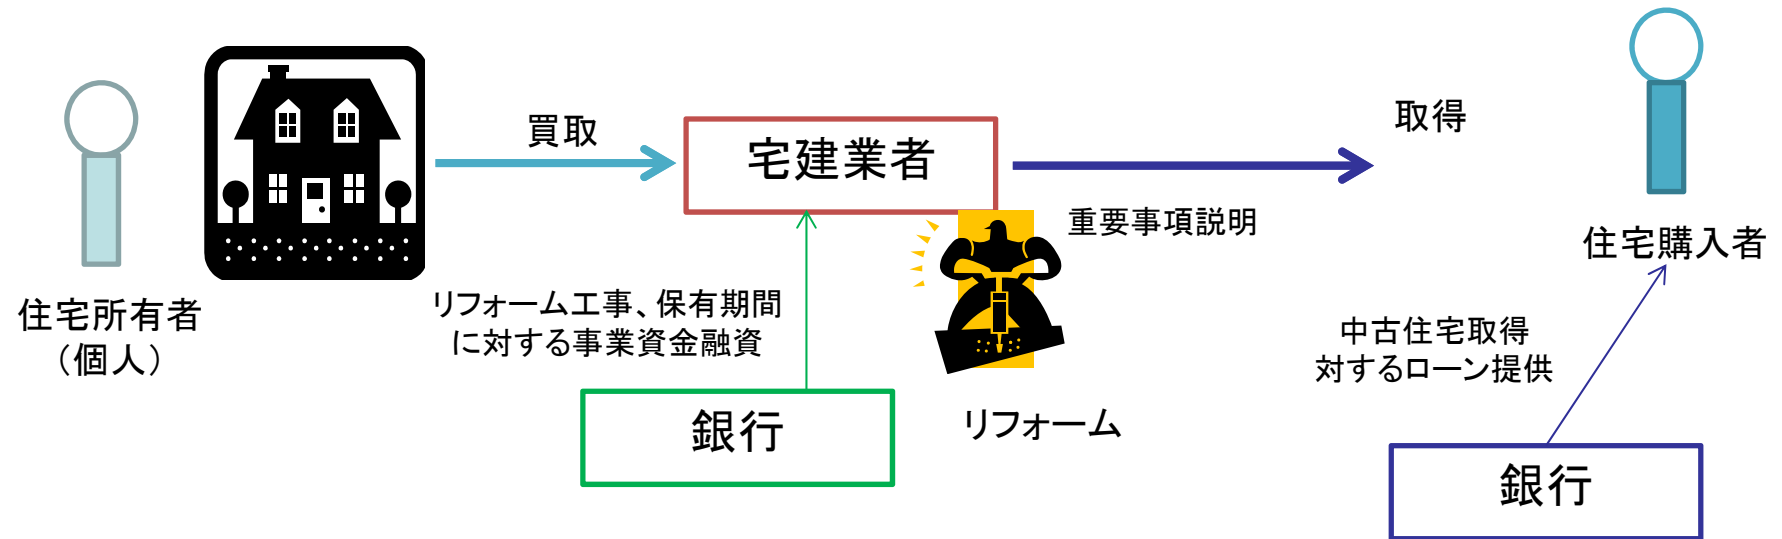 買取
宅建業者
取得
重要事項説明
住宅所有者
（個人）
リフォーム工事、保有期間
に対する事業資金融資
銀行
リフォーム
住宅購入者
中古住宅取得
対するローン提供
銀行